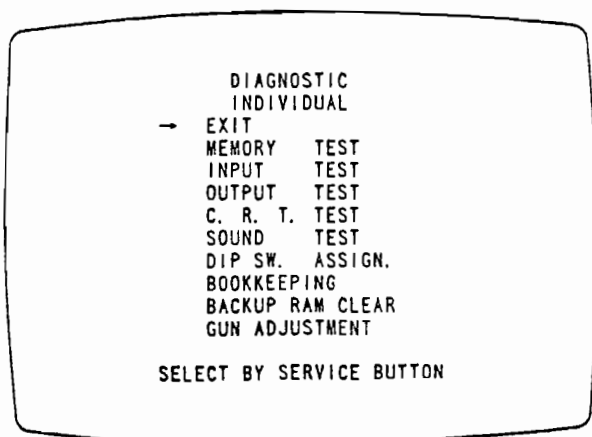 DIAGNOSTIC
INDIVIDUAL
→ EXIT
MEMORY TEST
INPUT TEST
OUTPUT TEST
C. R. T. TEST
SOUND TEST
DIP SW. ASSIGN.
BOOKKEEPING
BACKUP RAM CLEAR
GUN ADJUSTMENT
SELECT BY SERVICE BUTTON